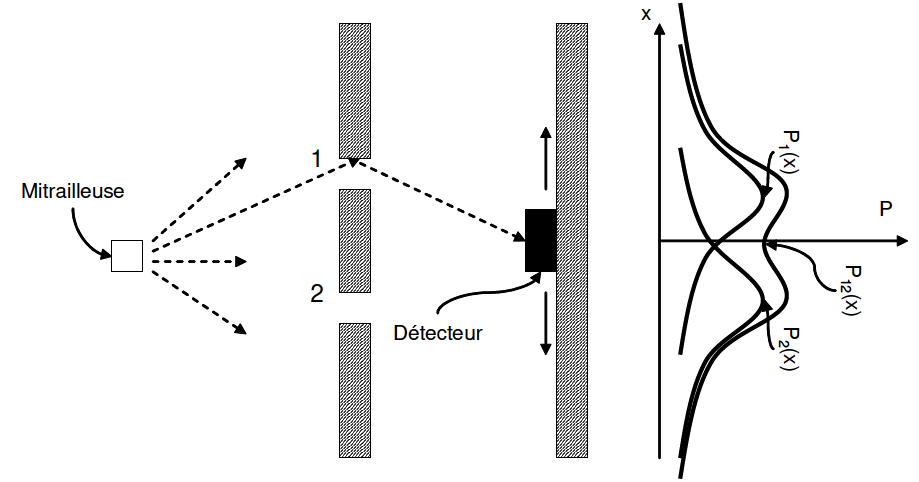 x
1
P₁(x)
Mitrailleuse
P
2
P₁₂(x)
Détecteur
P₂(x)